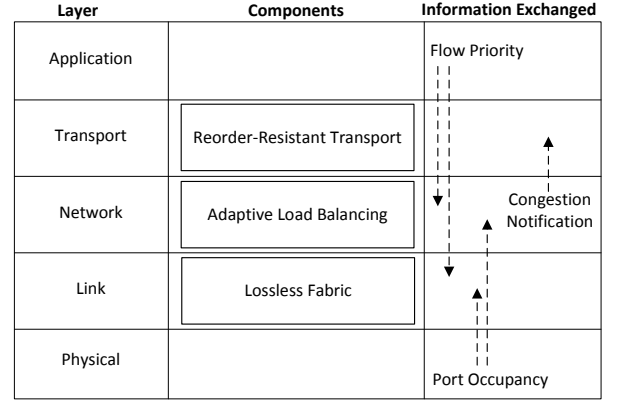 Layer Components Information Exchanged
Application Flow Priority
Transport Reorder-Resistant Transport
Network Adaptive Load Balancing Congestion
Notification
Link Lossless Fabric
Physical
Port Occupancy